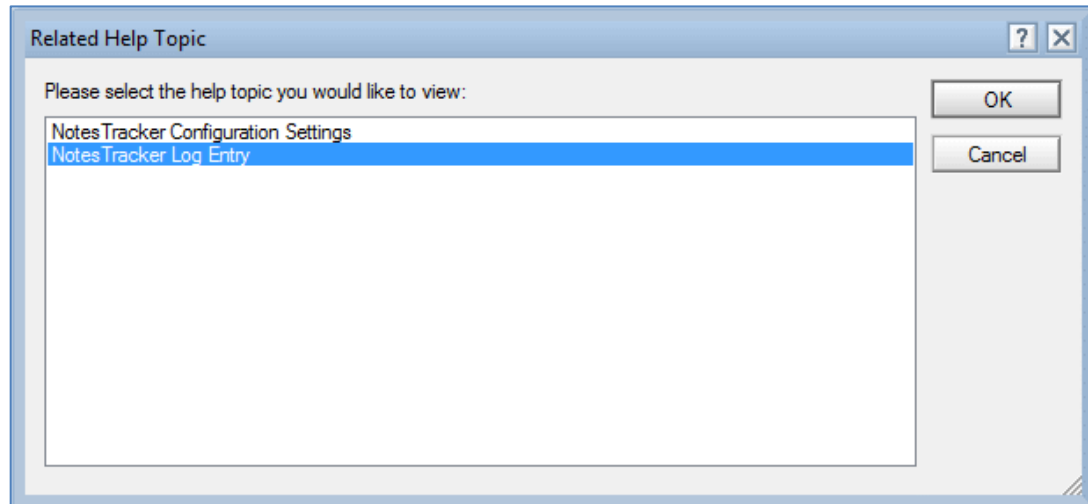 Related Help Topic
?
Please select the help topic you would like to view:
OK
NotesTracker Configuration Settings
NotesTracker Log Entry
Cancel